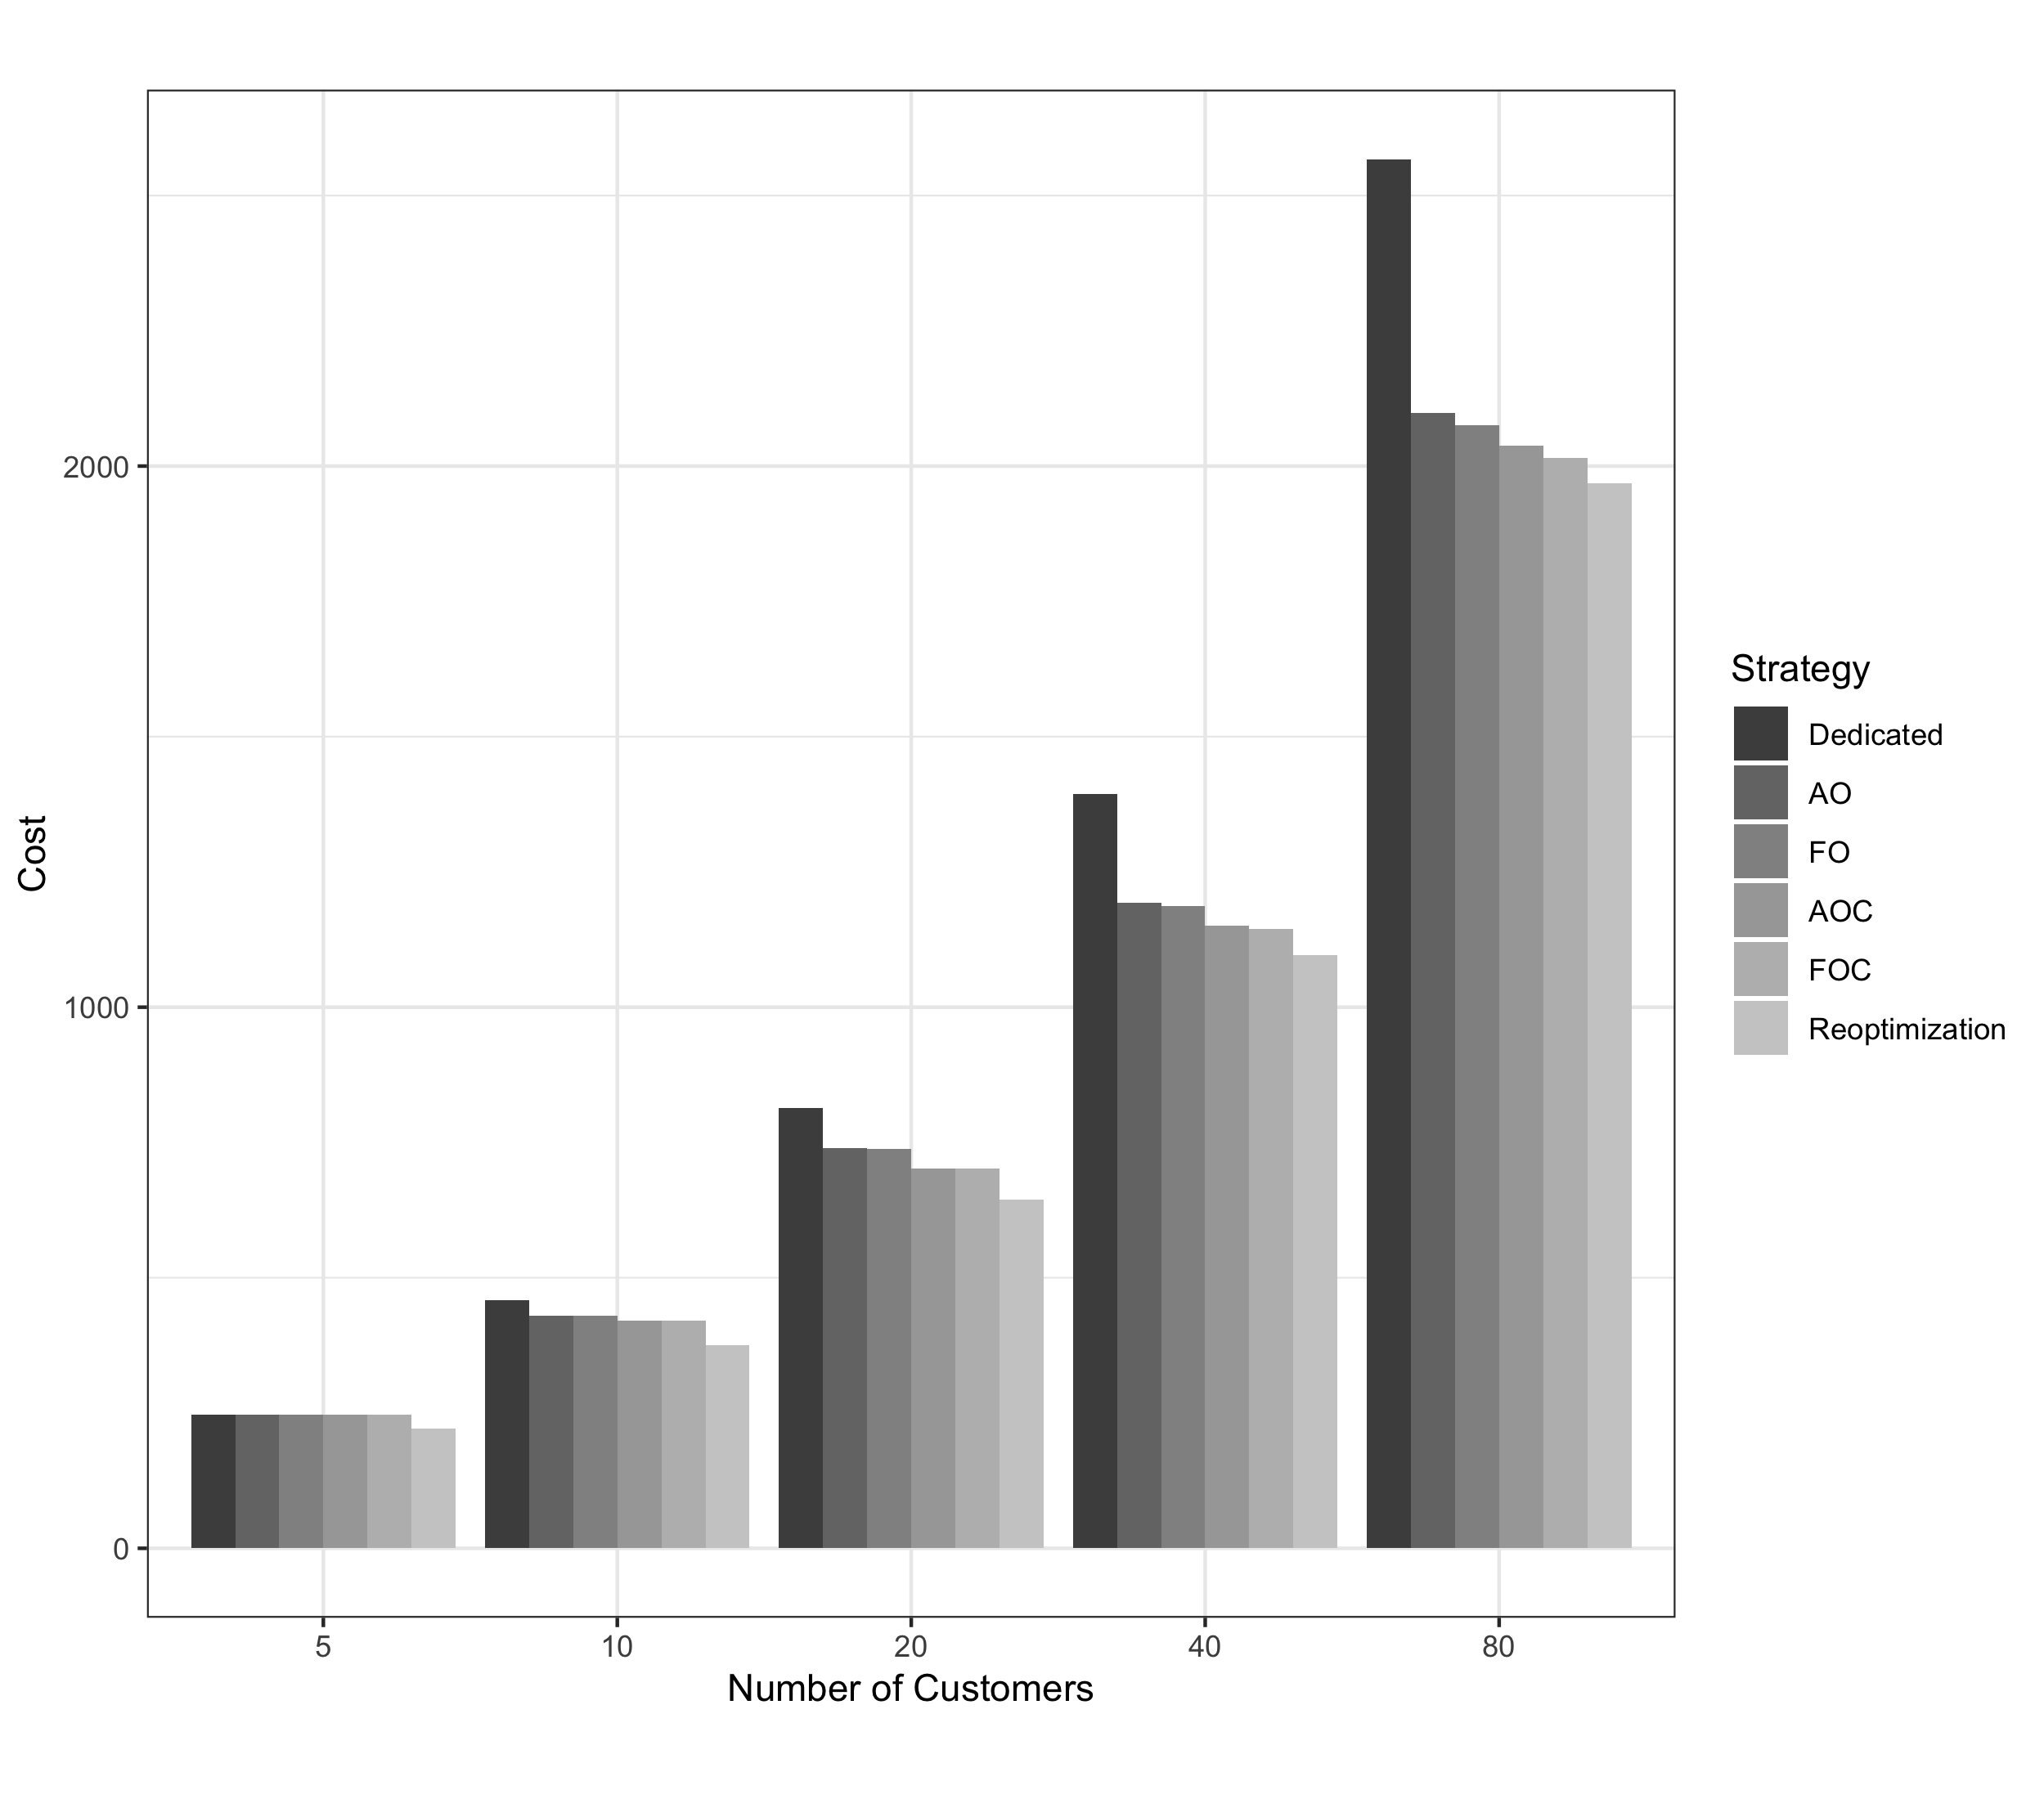 Cost
2000
1000
0
5 10 20 40 80
Number of Customers
Strategy
Dedicated
AO
FO
AOC
FOC
Reoptimization